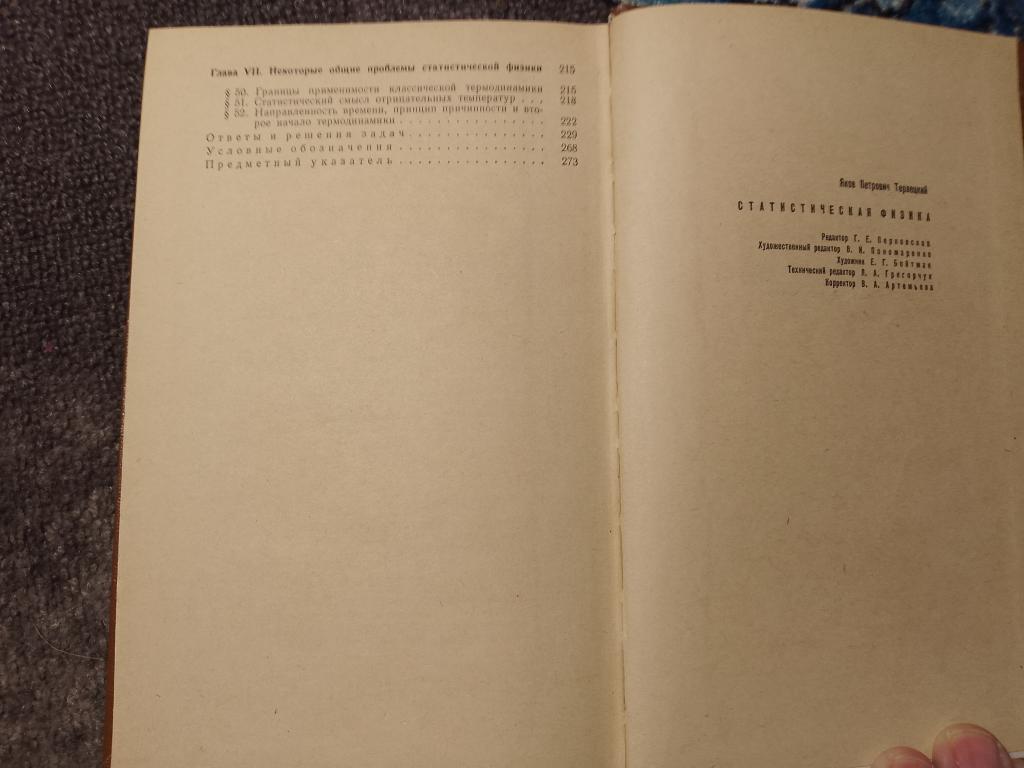 Глава VII. Некоторые общие проблемы статистической физики 215
§ 50. Границы применимости классической термодинамики 215
§ 51. Статистический смысл отрицательных температур . . . 218
§ 52. Направленность времени, принцип причинности и вто-
рое начало термодинамики . . . . . . . . . . . . . . . . 222
Ответы и решения задач . . . . . . . . . . . . . . . 229
Условные обозначения . . . . . . . . . . . . . . . . 268
Предметный указатель . . . . . . . . . . . . . . . . 273
Яков Петрович Терлецкий
СТАТИСТИЧЕСКАЯ ФИЗИКА
Редактор Г. Е. Перковская
Художественный редактор В. И. Пономаренко
Художник Е. Г. Бейтман
Технический редактор Л. А. Григорчук
Корректор В. А. Артемьева